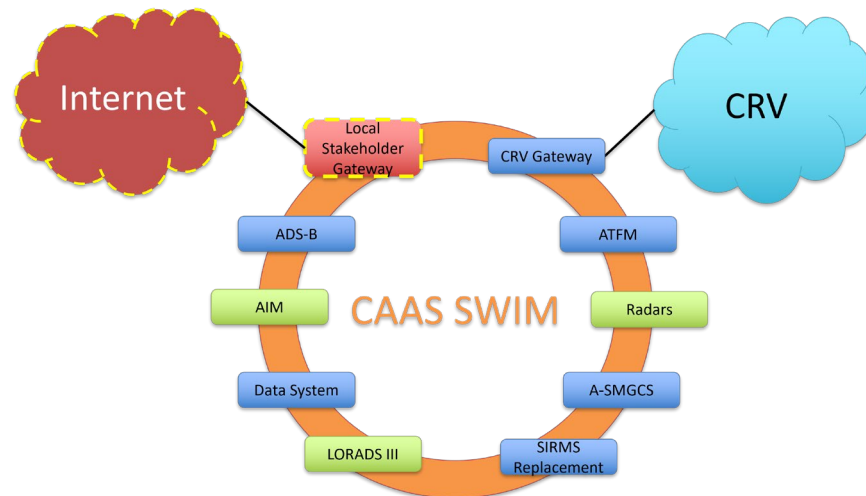 Internet
CRV
Local
Stakeholder
Gateway
CRV Gateway
ADS-B
ATFM
AIM
CAAS SWIM
Radars
Data System
A-SMGCS
LORADS III
SIRMS
Replacement